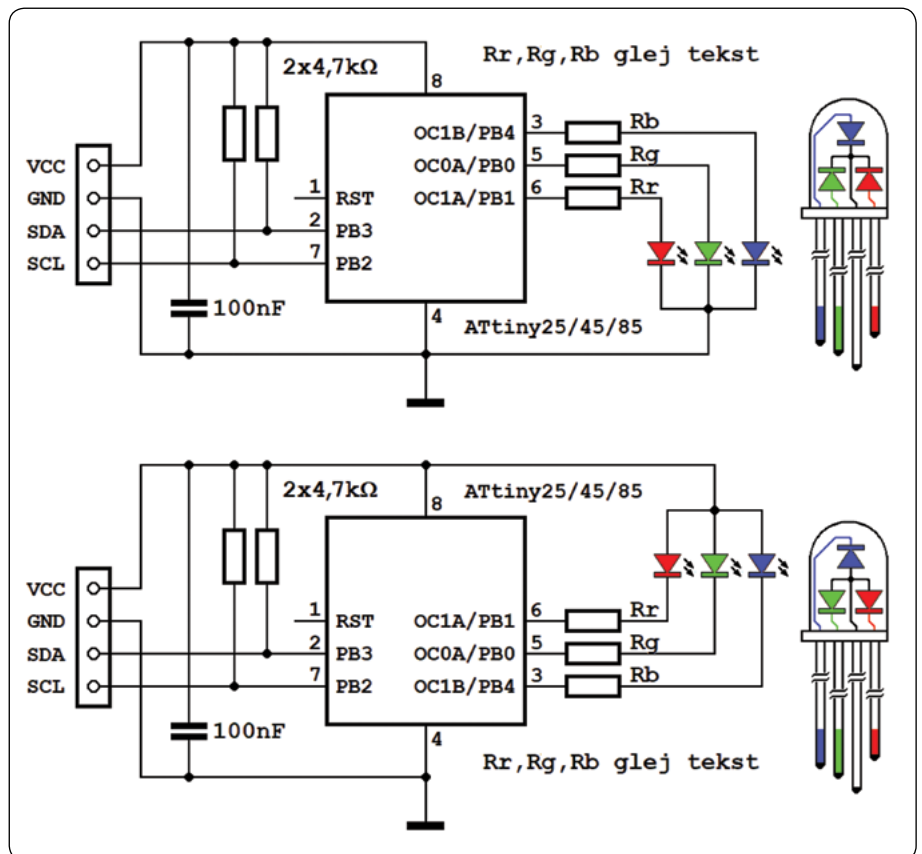 2x4,7kΩ
Rr,Rg,Rb glej tekst
8
VCC
GND
SDA
SCL
1
2
7
RST
PB3
PB2
OC1B/PB4
OC0A/PB0
OC1A/PB1
3
5
6
Rb
Rg
Rr
100nF
4
ATtiny25/45/85
2x4,7kΩ
ATtiny25/45/85
8
VCC
GND
SDA
SCL
1
2
7
RST
PB3
PB2
OC1A/PB1
OC0A/PB0
OC1B/PB4
6
5
3
Rr
Rg
Rb
100nF
4
Rr,Rg,Rb glej tekst